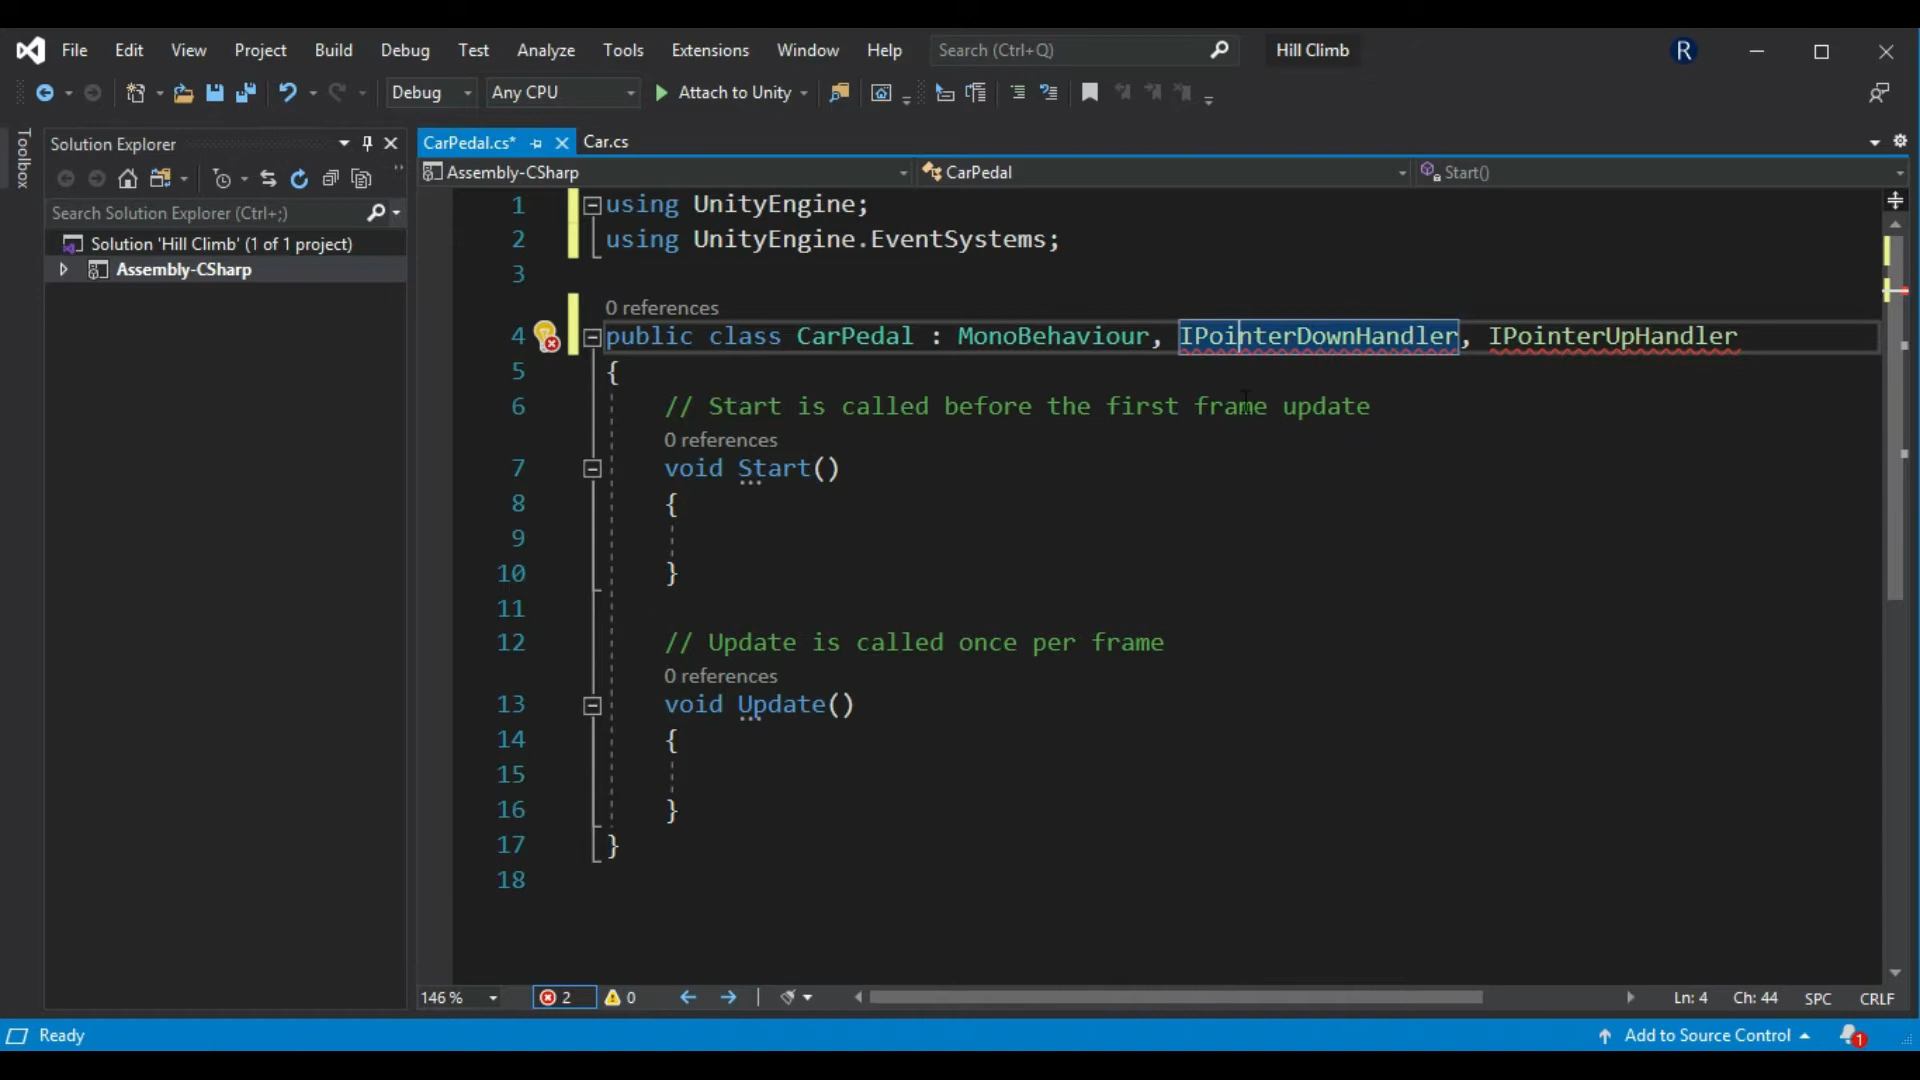 File Edit View Project Build Debug Test Analyze Tools Extensions Window Help Search (Ctrl+Q) Hill Climb R
Debug Any CPU Attach to Unity
Toolbox
Solution Explorer
Search Solution Explorer (Ctrl+;)
Solution 'Hill Climb' (1 of 1 project)
Assembly-CSharp
CarPedal.cs* Car.cs
Assembly-CSharp CarPedal Start()
1 using UnityEngine;
2 using UnityEngine.EventSystems;
3
0 references
4 public class CarPedal : MonoBehaviour, IPointerDownHandler, IPointerUpHandler
5 {
6 // Start is called before the first frame update
0 references
7 void Start()
8 {
9
10 }
11
12 // Update is called once per frame
0 references
13 void Update()
14 {
15
16 }
17 }
18
146 % 2 0 Ln: 4 Ch: 44 SPC CRLF
Ready Add to Source Control 1